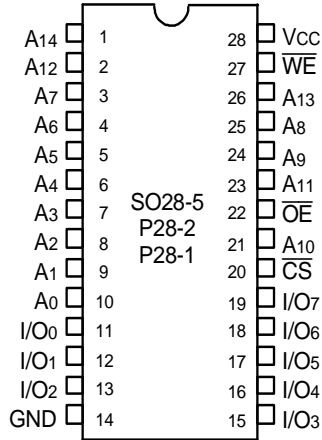 A14 1 28 VCC
A12 2 27 WE
A7 3 26 A13
A6 4 25 A8
A5 5 24 A9
A4 6 23 A11
A3 7 SO28-5 22 OE
A2 8 P28-2 21 A10
A1 9 P28-1 20 CS
A0 10 19 I/O7
I/O0 11 18 I/O6
I/O1 12 17 I/O5
I/O2 13 16 I/O4
GND 14 15 I/O3